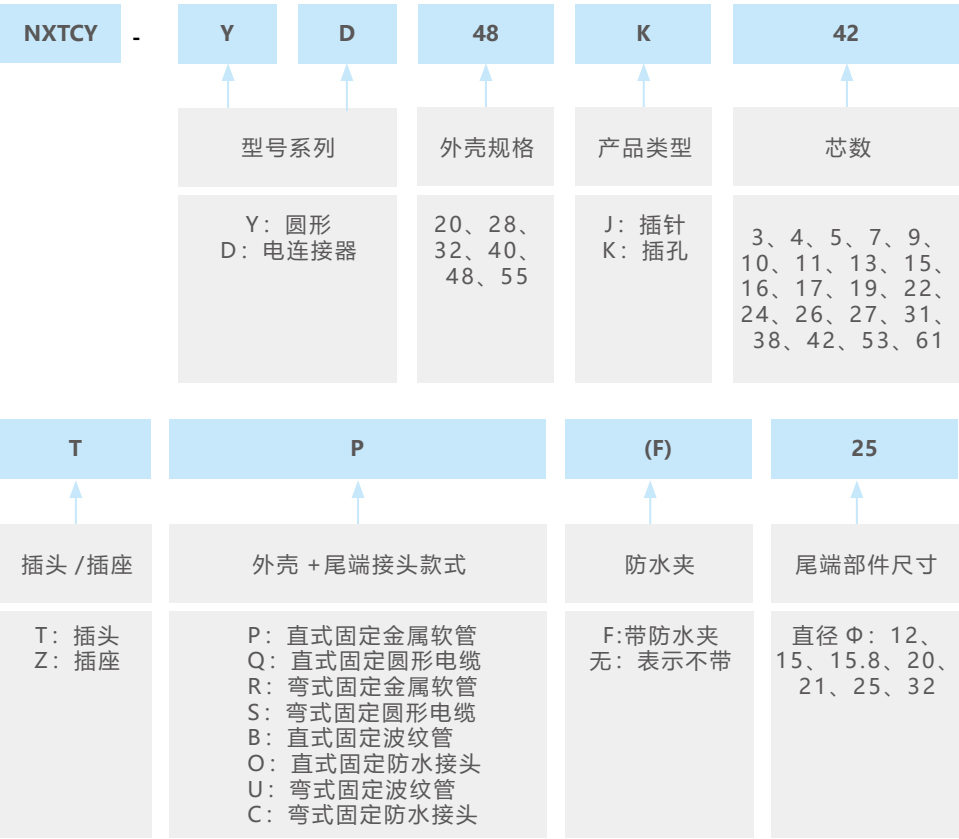 NXTCY - Y D 48 K 42
型号系列 外壳规格 产品类型 芯数
Y：圆形
D：电连接器
20、28、
32、40、
48、55
J：插针
K：插孔
3、4、5、7、9、
10、11、13、15、
16、17、19、22、
24、26、27、31、
38、42、53、61
T P (F) 25
插头 /插座 外壳 +尾端接头款式 防水夹 尾端部件尺寸
T：插头
Z：插座
P：直式固定金属软管
Q：直式固定圆形电缆
R：弯式固定金属软管
S：弯式固定圆形电缆
B：直式固定波纹管
O：直式固定防水接头
U：弯式固定波纹管
C：弯式固定防水接头
F:带防水夹
无：表示不带
直径 Φ：12、
15、15.8、20、
21、25、32